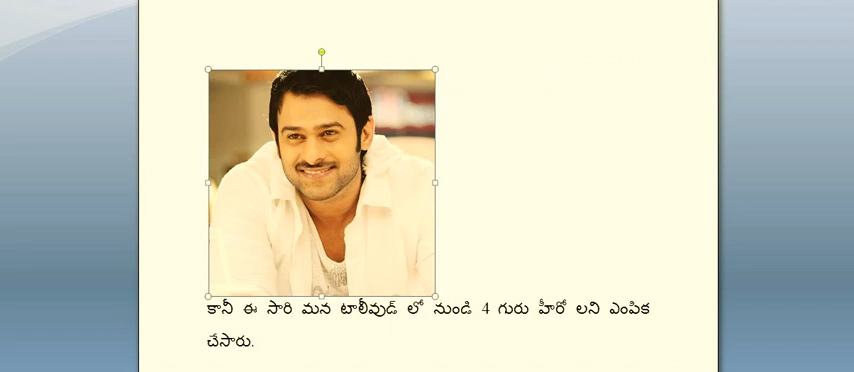 కానీ ఈ సారి మన టాలీవుడ్ లో నుండి 4 గురు హీరో లని ఎంపిక
చేసారు.